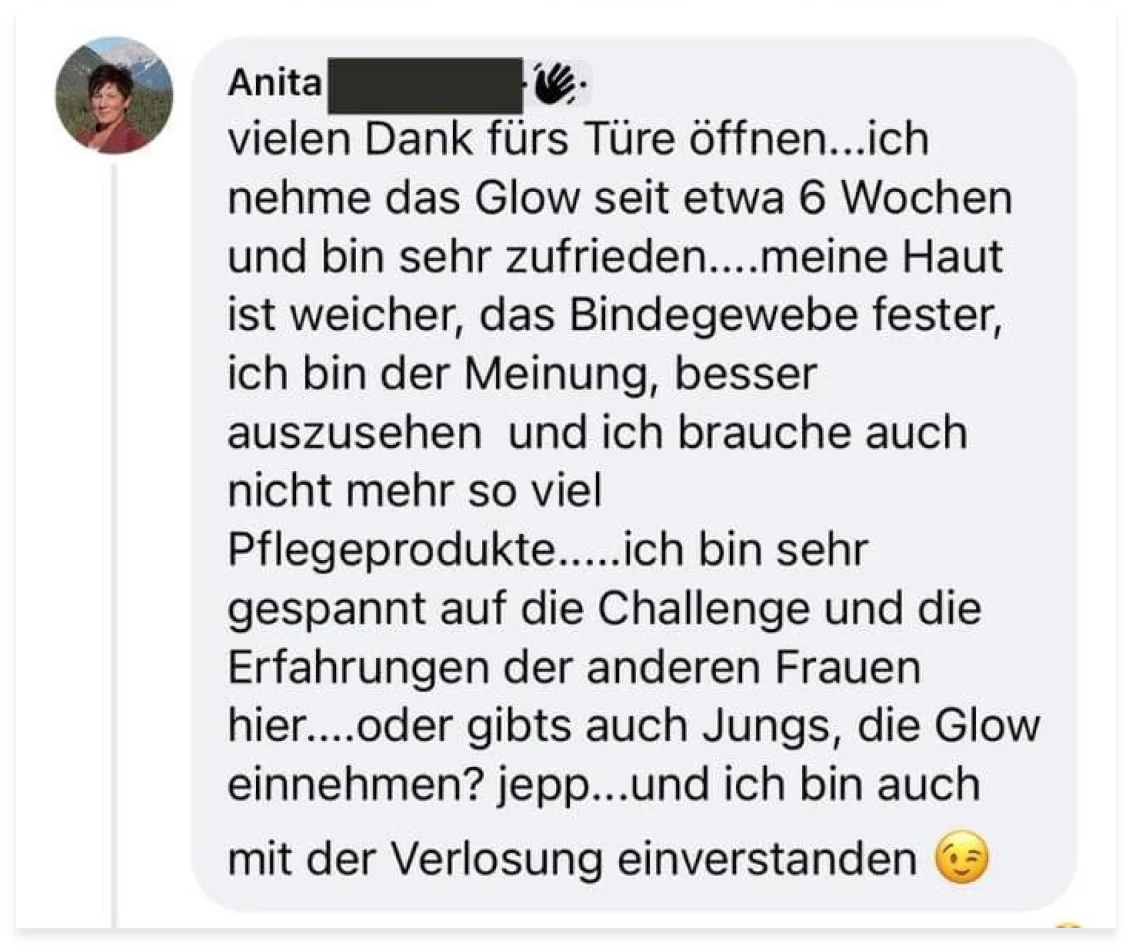 Anita
vielen Dank fürs Türe öffnen...ich
nehme das Glow seit etwa 6 Wochen
und bin sehr zufrieden....meine Haut
ist weicher, das Bindegewebe fester,
ich bin der Meinung, besser
auszusehen  und ich brauche auch
nicht mehr so viel
Pflegeprodukte.....ich bin sehr
gespannt auf die Challenge und die
Erfahrungen der anderen Frauen
hier....oder gibts auch Jungs, die Glow
einnehmen? jepp...und ich bin auch
mit der Verlosung einverstanden 😉